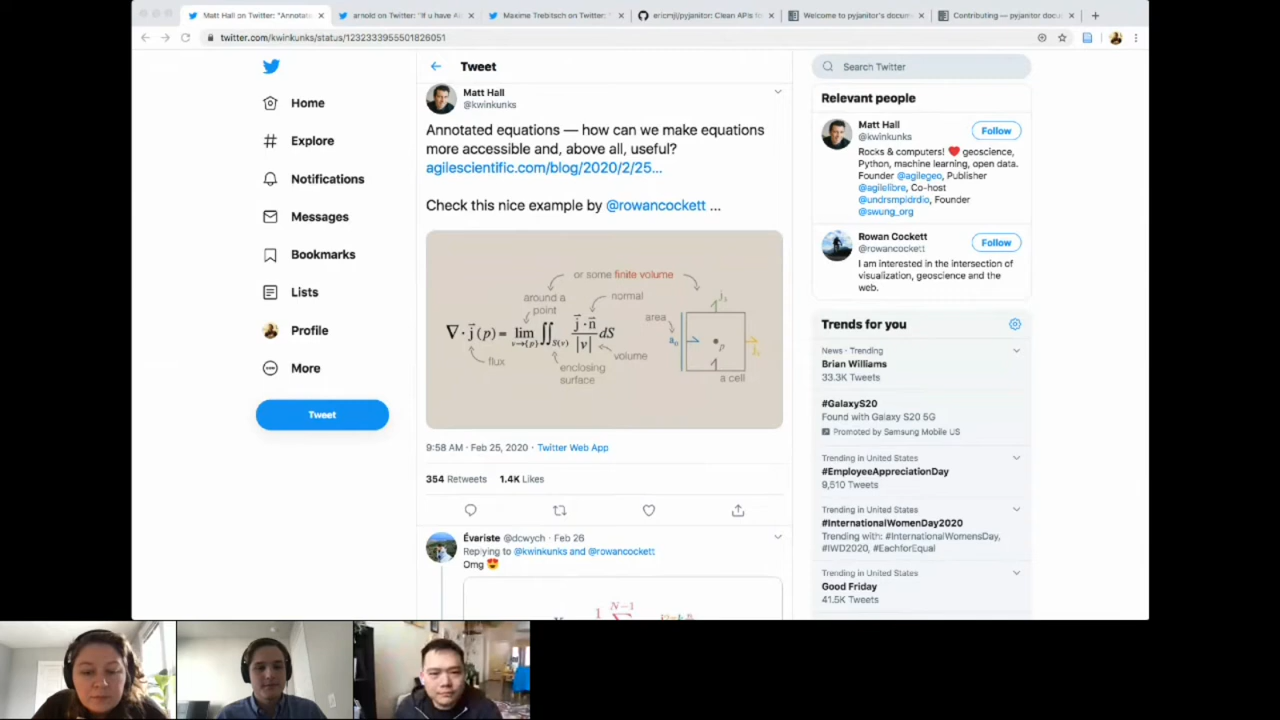 Matt Hall on Twitter: "Annota
arnold on Twitter: "If u have A
Maxime Trebitsch on Twitter: "
ericmjl/pyjanitor: Clean APIs f
Welcome to pyjanitor's docum
Contributing — pyjanitor docu
twitter.com/kwinkunks/status/1232333955501826051
Home
Explore
Notifications
Messages
Bookmarks
Lists
Profile
More
Tweet
Tweet
Matt Hall
@kwinkunks
Annotated equations — how can we make equations
more accessible and, above all, useful?
agilescientific.com/blog/2020/2/25...
Check this nice example by @rowancockett ...
or some finite volume
around a
point
normal
∇ · j⃗ (p) = lim v→{p} ∬ S(v) j⃗ · n⃗ / |v| dS
flux
enclosing
surface
volume
area
p
a cell
9:58 AM · Feb 25, 2020 · Twitter Web App
354 Retweets 1.4K Likes
Évariste @dcwych · Feb 26
Replying to @kwinkunks and @rowancockett
Omg 😍
N−1
1
Search Twitter
Relevant people
Matt Hall
@kwinkunks
Follow
Rocks & computers! ❤️ geoscience,
Python, machine learning, open data.
Founder @agilegeo, Publisher
@agilelibre, Co-host
@undrsmpldrdio, Founder
@swung_org
Rowan Cockett
@rowancockett
Follow
I am interested in the intersection of
visualization, geoscience and the
web.
Trends for you
News · Trending
Brian Williams
33.3K Tweets
#GalaxyS20
Found with Galaxy S20 5G
Promoted by Samsung Mobile US
Trending in United States
#EmployeeAppreciationDay
9,510 Tweets
Trending in United States
#InternationalWomenDay2020
Trending with: #InternationalWomensDay,
#IWD2020, #EachforEqual
Trending in United States
Good Friday
41.5K Tweets